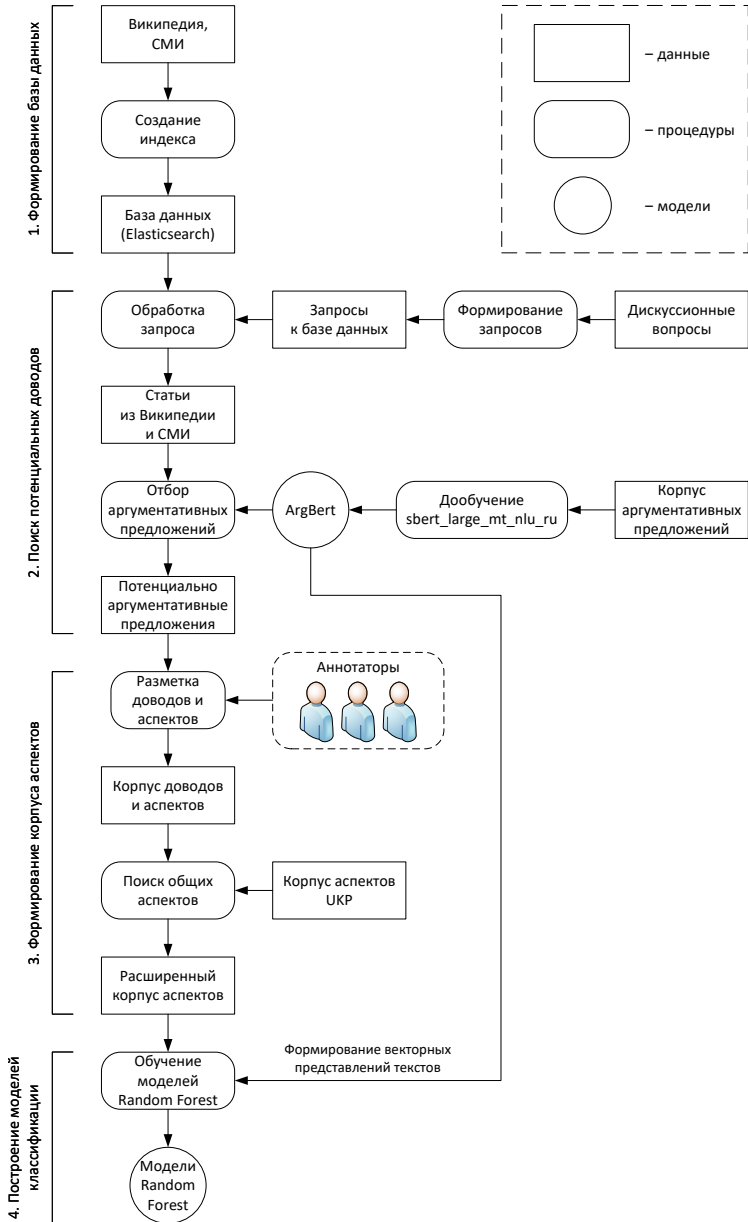 1. Формирование базы данных
Википедия,
СМИ
Создание
индекса
База данных
(Elasticsearch)
– данные
– процедуры
– модели
2. Поиск потенциальных доводов
Обработка
запроса
Запросы
к базе данных
Формирование
запросов
Дискуссионные
вопросы
Статьи
из Википедии
и СМИ
Отбор
аргументативных
предложений
ArgBert
Дообучение
sbert_large_mt_nlu_ru
Корпус
аргументативных
предложений
Потенциально
аргументативные
предложения
3. Формирование корпуса аспектов
Разметка
доводов и
аспектов
Аннотаторы
Корпус доводов
и аспектов
Поиск общих
аспектов
Корпус аспектов
UKP
Расширенный
корпус аспектов
4. Построение моделей
классификации
Обучение
моделей
Random Forest
Формирование векторных
представлений текстов
Модели
Random
Forest